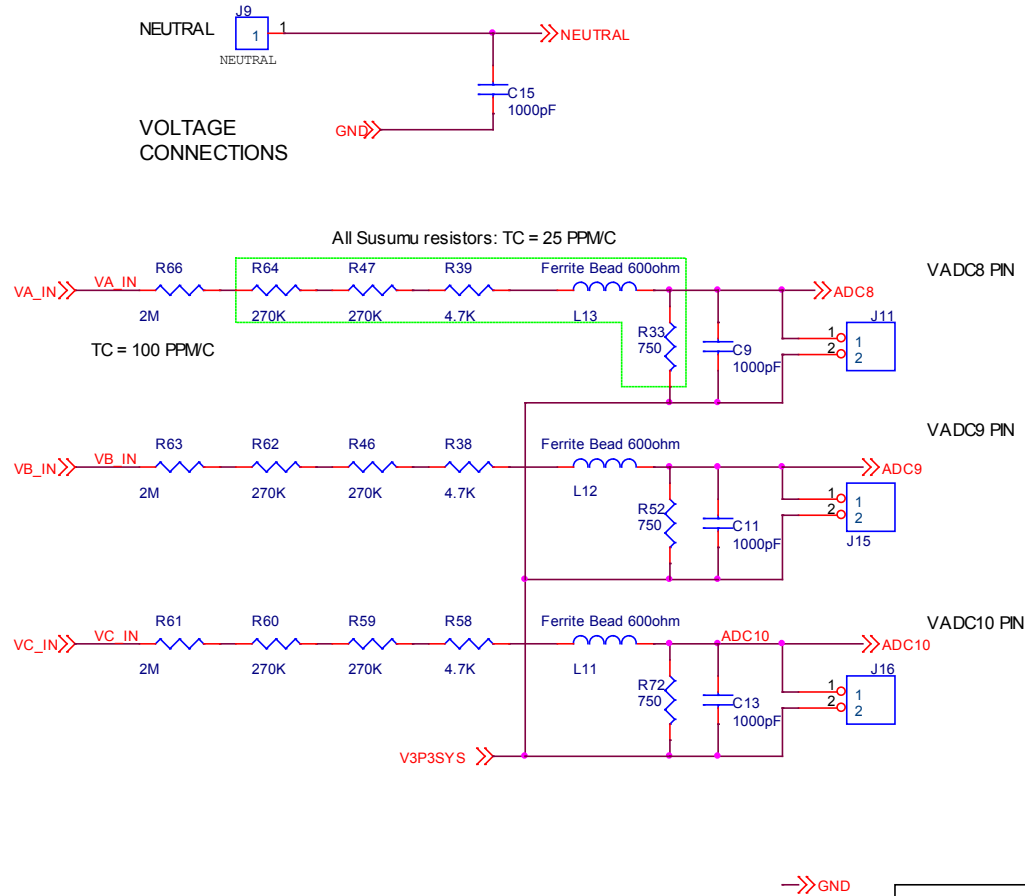 J9
NEUTRAL
1
1
NEUTRAL
NEUTRAL
C15
1000pF
VOLTAGE
CONNECTIONS
GND
All Susumu resistors: TC = 25 PPM/C
R66
R64
R47
R39
Ferrite Bead 600ohm
VADC8 PIN
VA_IN
VA_IN
ADC8
2M
270K
270K
4.7K
L13
J11
R33
750
C9
1000pF
1
2
1
2
TC = 100 PPM/C
VADC9 PIN
R63
R62
R46
R38
Ferrite Bead 600ohm
VB_IN
VB_IN
ADC9
2M
270K
270K
4.7K
L12
R52
750
C11
1000pF
1
2
1
2
J15
R61
R60
R59
R58
Ferrite Bead 600ohm
VADC10 PIN
VC_IN
VC_IN
ADC10
ADC10
2M
270K
270K
4.7K
L11
J16
R72
750
C13
1000pF
1
2
1
2
V3P3SYS
GND